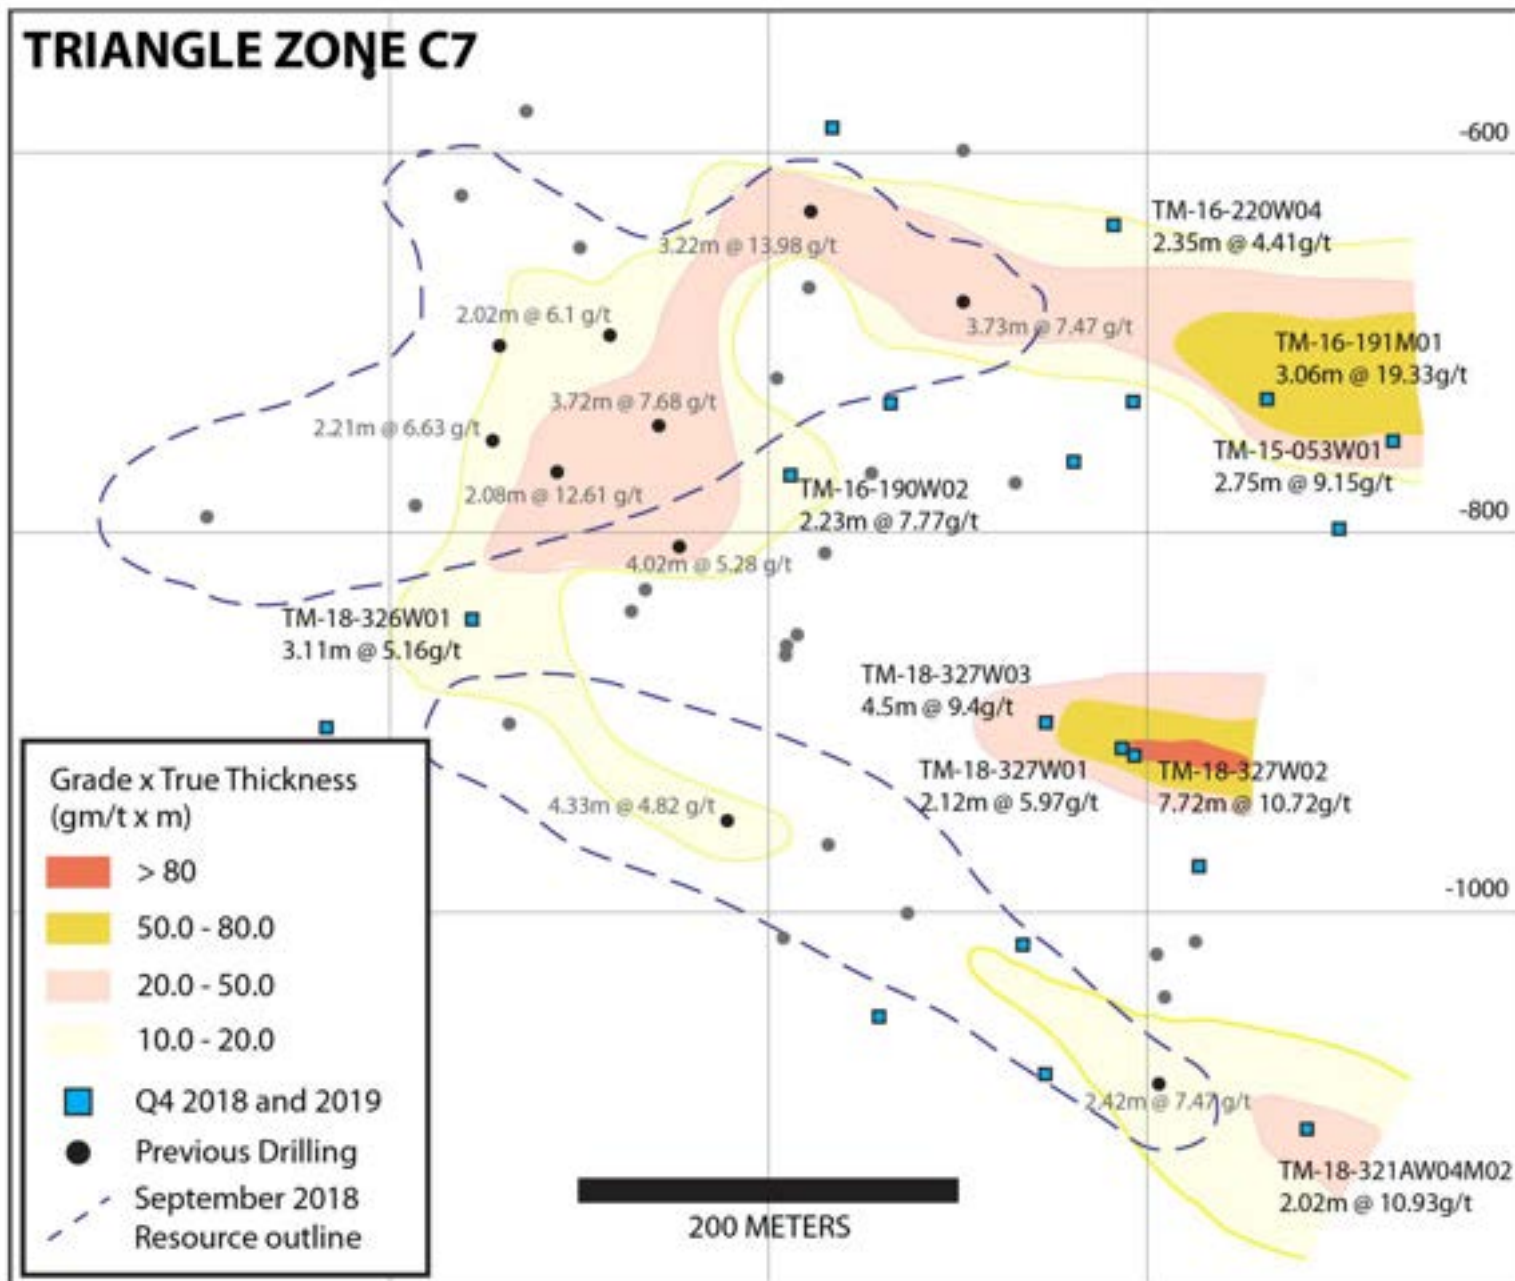 TRIANGLE ZONE C7
-600
TM-16-220W04
2.35m @ 4.41g/t
3.22m @ 13.98 g/t
2.02m @ 6.1 g/t
3.73m @ 7.47 g/t
TM-16-191M01
3.06m @ 19.33g/t
3.72m @ 7.68 g/t
2.21m @ 6.63 g/t
TM-15-053W01
2.75m @ 9.15g/t
2.08m @ 12.61 g/t
TM-16-190W02
2.23m @ 7.77g/t
-800
4.02m @ 5.28 g/t
TM-18-326W01
3.11m @ 5.16g/t
TM-18-327W03
4.5m @ 9.4g/t
TM-18-327W01
2.12m @ 5.97g/t
TM-18-327W02
7.72m @ 10.72g/t
4.33m @ 4.82 g/t
-1000
2.42m @ 7.47 g/t
TM-18-321AW04M02
2.02m @ 10.93g/t
Grade x True Thickness
(gm/t x m)
> 80
50.0 - 80.0
20.0 - 50.0
10.0 - 20.0
Q4 2018 and 2019
Previous Drilling
September 2018
Resource outline
200 METERS